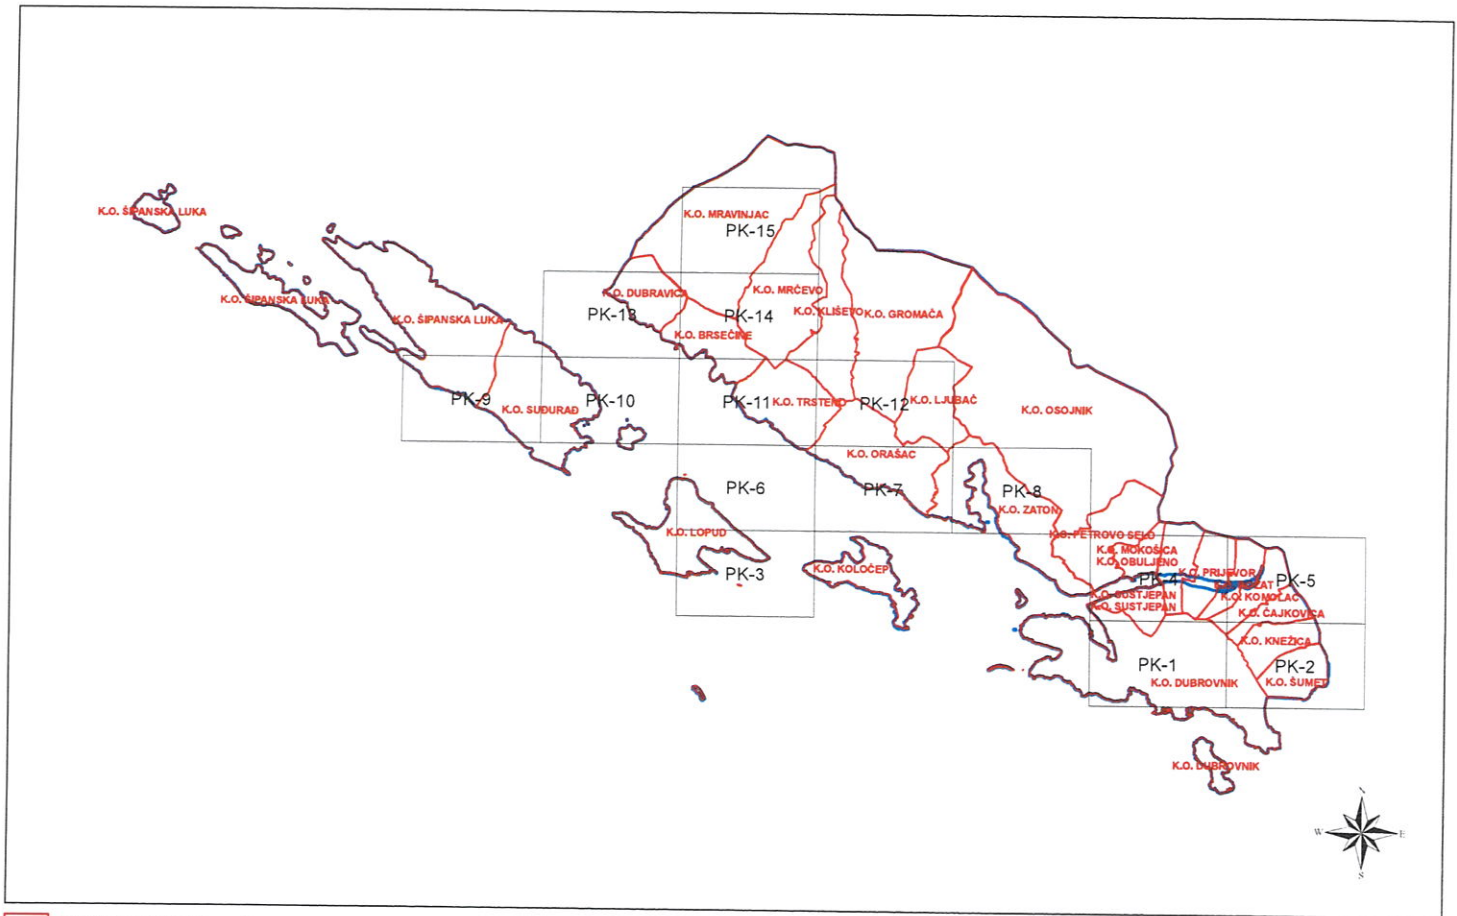 K.O. ŠIPANSKA LUKA
K.O. MRAVINJAC
PK-15
K.O. DUBRAVICA
K.O. MRČEVO
K.O. ŠIPANSKA LUKA
K.O. ŠIPANSKA LUKA
PK-13
PK-14
K.O. KLIŠEVO
K.O. GROMAČA
K.O. BRSEČINE
PK-9
K.O. SUĐURAĐ
PK-10
PK-11
K.O. TRSTENO
PK-12
K.O. LJUBAČ
K.O. OSOJNIK
K.O. ORAŠAC
PK-6
PK-7
PK-8
K.O. ZATON
K.O. LOPUD
K.O. PETROVO SELO
K.O. MOKOŠICA
K.O. OBULJENO
PK-3
K.O. KOLOČEP
K.O. PRIJEVOR
PK-4
PK-5
K.O. SUSTJEPAN
K.O. KOMOLAC
K.O. SUSTJEPAN
K.O. ČAJKOVICA
K.O. KNEŽICA
PK-1
PK-2
K.O. DUBROVNIK
K.O. ŠUMET
K.O. DUBROVNIK
N
W
E
S